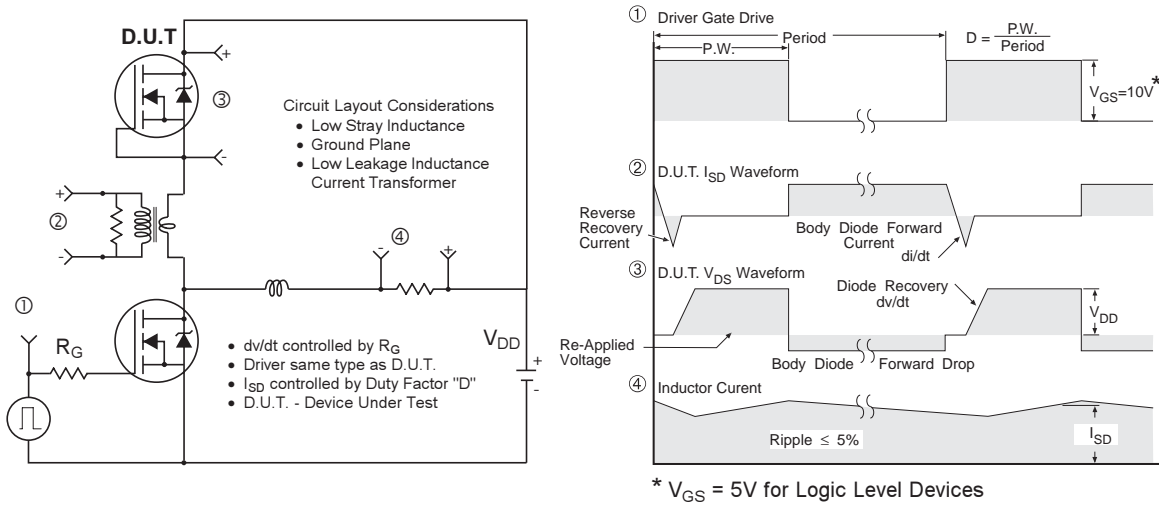 D.U.T
+
③
-
Circuit Layout Considerations
• Low Stray Inductance
• Ground Plane
• Low Leakage Inductance
Current Transformer
+
②
-
④
-
+
①
R_G
• dv/dt controlled by R_G
• Driver same type as D.U.T.
• I_SD controlled by Duty Factor "D"
• D.U.T. - Device Under Test
V_DD
+
-
① Driver Gate Drive
Period
P.W.
D = P.W. / Period
V_GS=10V *
② D.U.T. I_SD Waveform
Reverse
Recovery
Current
Body Diode Forward
Current
di/dt
③ D.U.T. V_DS Waveform
Diode Recovery
dv/dt
V_DD
Re-Applied
Voltage
Body Diode Forward Drop
④ Inductor Curent
Ripple ≤ 5%
I_SD
* V_GS = 5V for Logic Level Devices